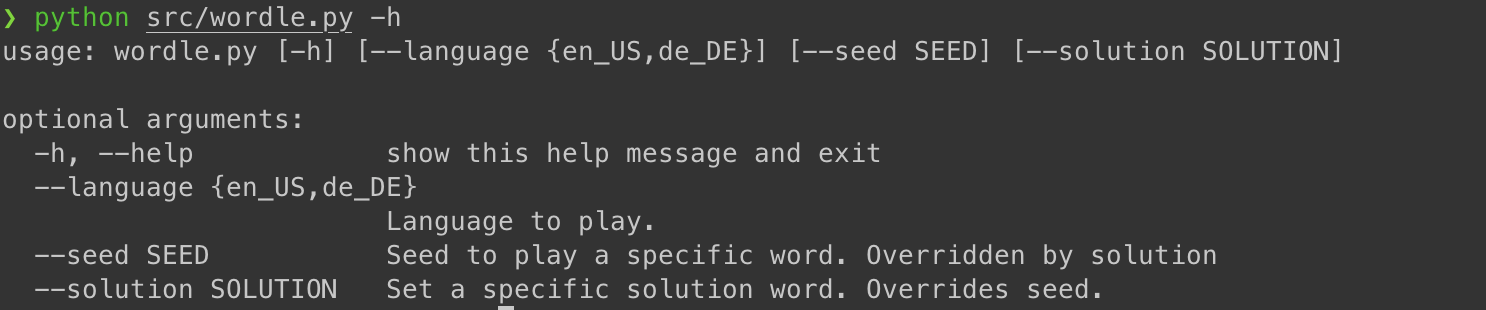 ❯ python src/wordle.py -h
usage: wordle.py [-h] [--language {en_US,de_DE}] [--seed SEED] [--solution SOLUTION]
optional arguments:
-h, --help show this help message and exit
--language {en_US,de_DE}
Language to play.
--seed SEED Seed to play a specific word. Overridden by solution
--solution SOLUTION Set a specific solution word. Overrides seed.